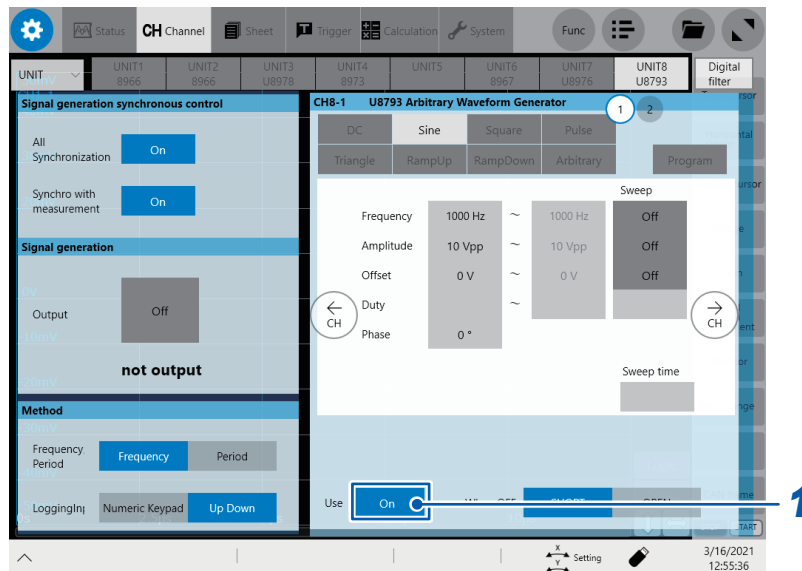 Status CH Channel Sheet Trigger Calculation System Func
UNIT UNIT1 8966 UNIT2 8966 UNIT3 U8978 UNIT4 8973 UNIT5 UNIT6 8967 UNIT7 U8976 UNIT8 U8793 Digital filter
Signal generation synchronous control
All
Synchronization On
Synchro with
measurement On
Signal generation
Output Off
not output
Method
Frequency
Period Frequency Period
LoggingIn Numeric Keypad Up Down
CH8-1 U8793 Arbitrary Waveform Generator 1 2
DC Sine Square Pulse
Triangle RampUp RampDown Arbitrary Program
Sweep
Frequency 1000 Hz ~ 1000 Hz Off
Amplitude 10 Vpp ~ 10 Vpp Off
Offset 0 V ~ 0 V Off
Duty ~
Phase 0 °
← CH
→ CH
Sweep time
Use On SHORT OPEN
1
START
X Y Setting
3/16/2021
12:55:36